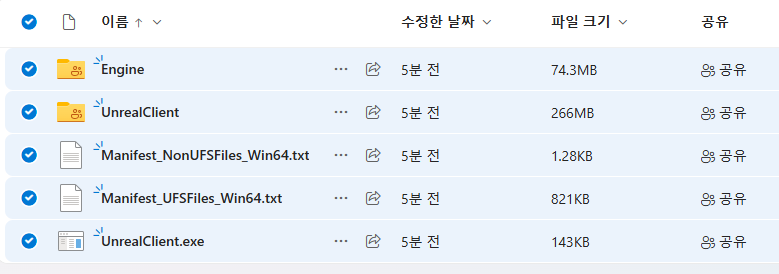 이름 수정한 날짜 파일 크기 공유
Engine 5분 전 74.3MB 공유
UnrealClient 5분 전 266MB 공유
Manifest_NonUFSFiles_Win64.txt 5분 전 1.28KB 공유
Manifest_UFSFiles_Win64.txt 5분 전 821KB 공유
UnrealClient.exe 5분 전 143KB 공유